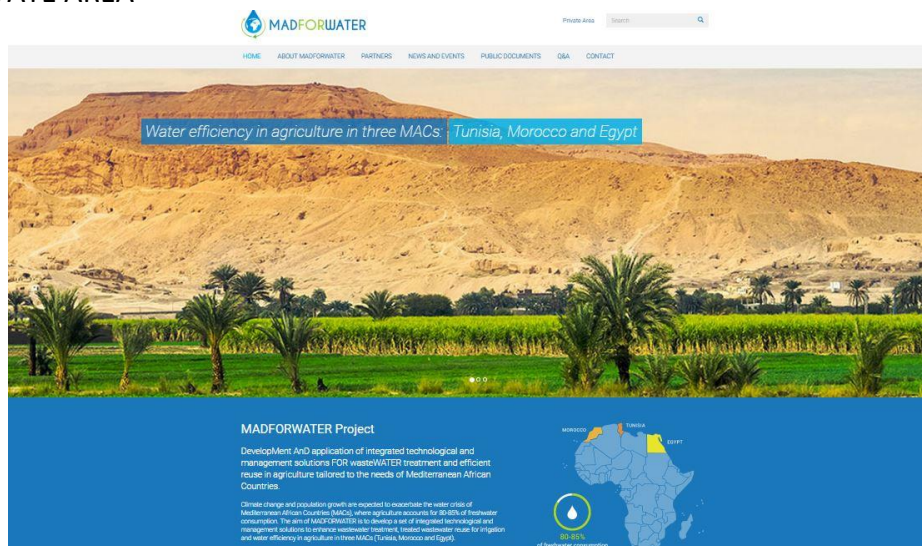 MADFORWATER
Private Area
Search
HOME ABOUT MADFORWATER PARTNERS NEWS AND EVENTS PUBLIC DOCUMENTS Q&A CONTACT
Water efficiency in agriculture in three MACs: Tunisia, Morocco and Egypt
MADFORWATER Project
DevelopMent AnD application of integrated technological and
management solutions FOR wasteWATER treatment and efficient
reuse in agriculture tailored to the needs of Mediterranean African
Countries.
Climate change and population growth are expected to exacerbate the water crisis of
Mediterranean African Countries (MACs), where agriculture accounts for 80-85% of freshwater
consumption. The aim of MADFORWATER is to develop a set of integrated technological and
management solutions to enhance wastewater treatment, treated wastewater reuse for irrigation
and water efficiency in agriculture in three MACs (Tunisia, Morocco and Egypt).
MOROCCO
TUNISIA
EGYPT
80-85%
of freshwater consumption